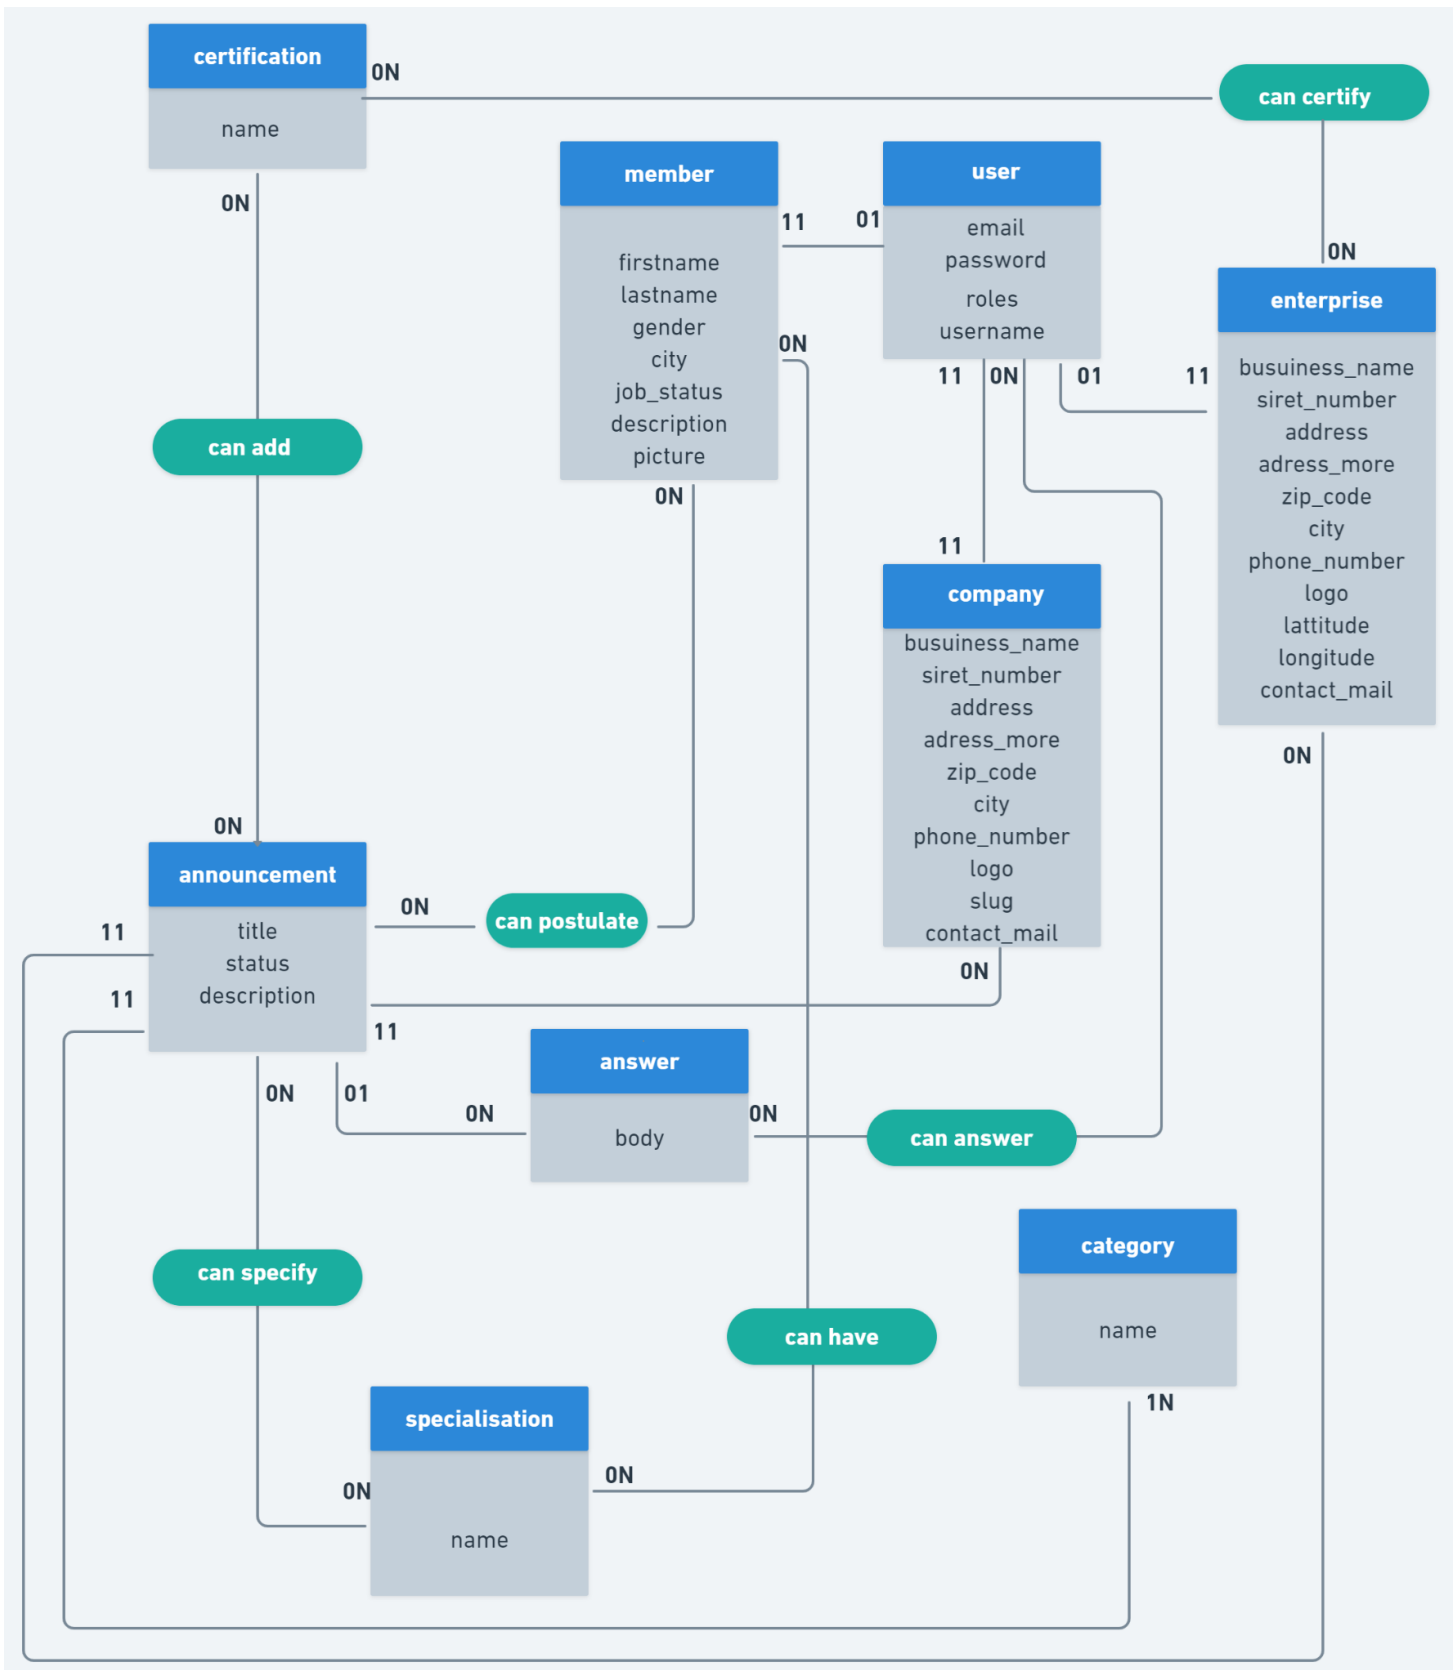 certification
0N
name
0N
can certify
0N
member
firstname
lastname
gender
city
job_status
description
picture
11
01
0N
0N
user
email
password
roles
username
11
0N
01
11
enterprise
busuiness_name
siret_number
address
adress_more
zip_code
city
phone_number
logo
lattitude
longitude
contact_mail
0N
can add
11
company
busuiness_name
siret_number
address
adress_more
zip_code
city
phone_number
logo
slug
contact_mail
0N
0N
announcement
title
status
description
11
11
11
0N
01
0N
can postulate
answer
body
0N
0N
can answer
can specify
category
name
1N
can have
specialisation
name
0N
0N